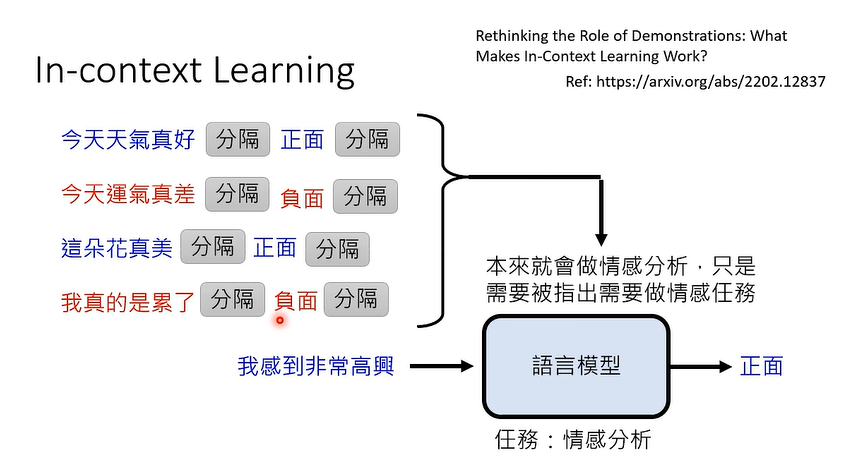 Rethinking the Role of Demonstrations: What
Makes In-Context Learning Work?
Ref: https://arxiv.org/abs/2202.12837
In-context Learning
今天天氣真好 分隔 正面 分隔
今天運氣真差 分隔 負面 分隔
這朵花真美 分隔 正面 分隔
我真的是累了 分隔 負面 分隔
本來就會做情感分析，只是
需要被指出需要做情感任務
我感到非常高興 語言模型 正面
任務：情感分析